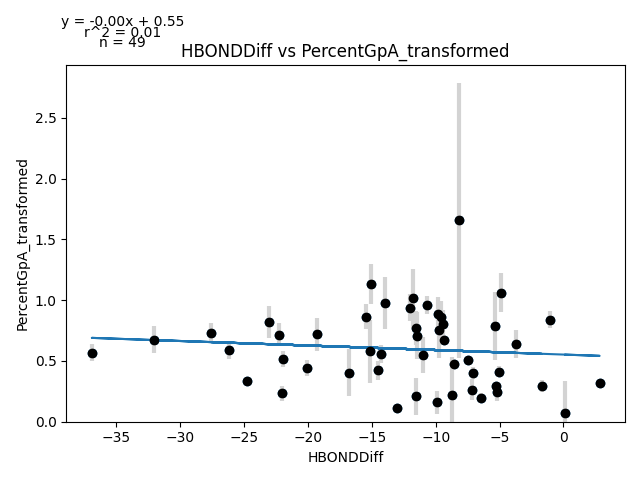 y = -0.00x + 0.55
r^2 = 0.01
n = 49
HBONDDiff vs PercentGpA_transformed
PercentGpA_transformed
2.5
2.0
1.5
1.0
0.5
0.0
−35 −30 −25 −20 −15 −10 −5 0
HBONDDiff